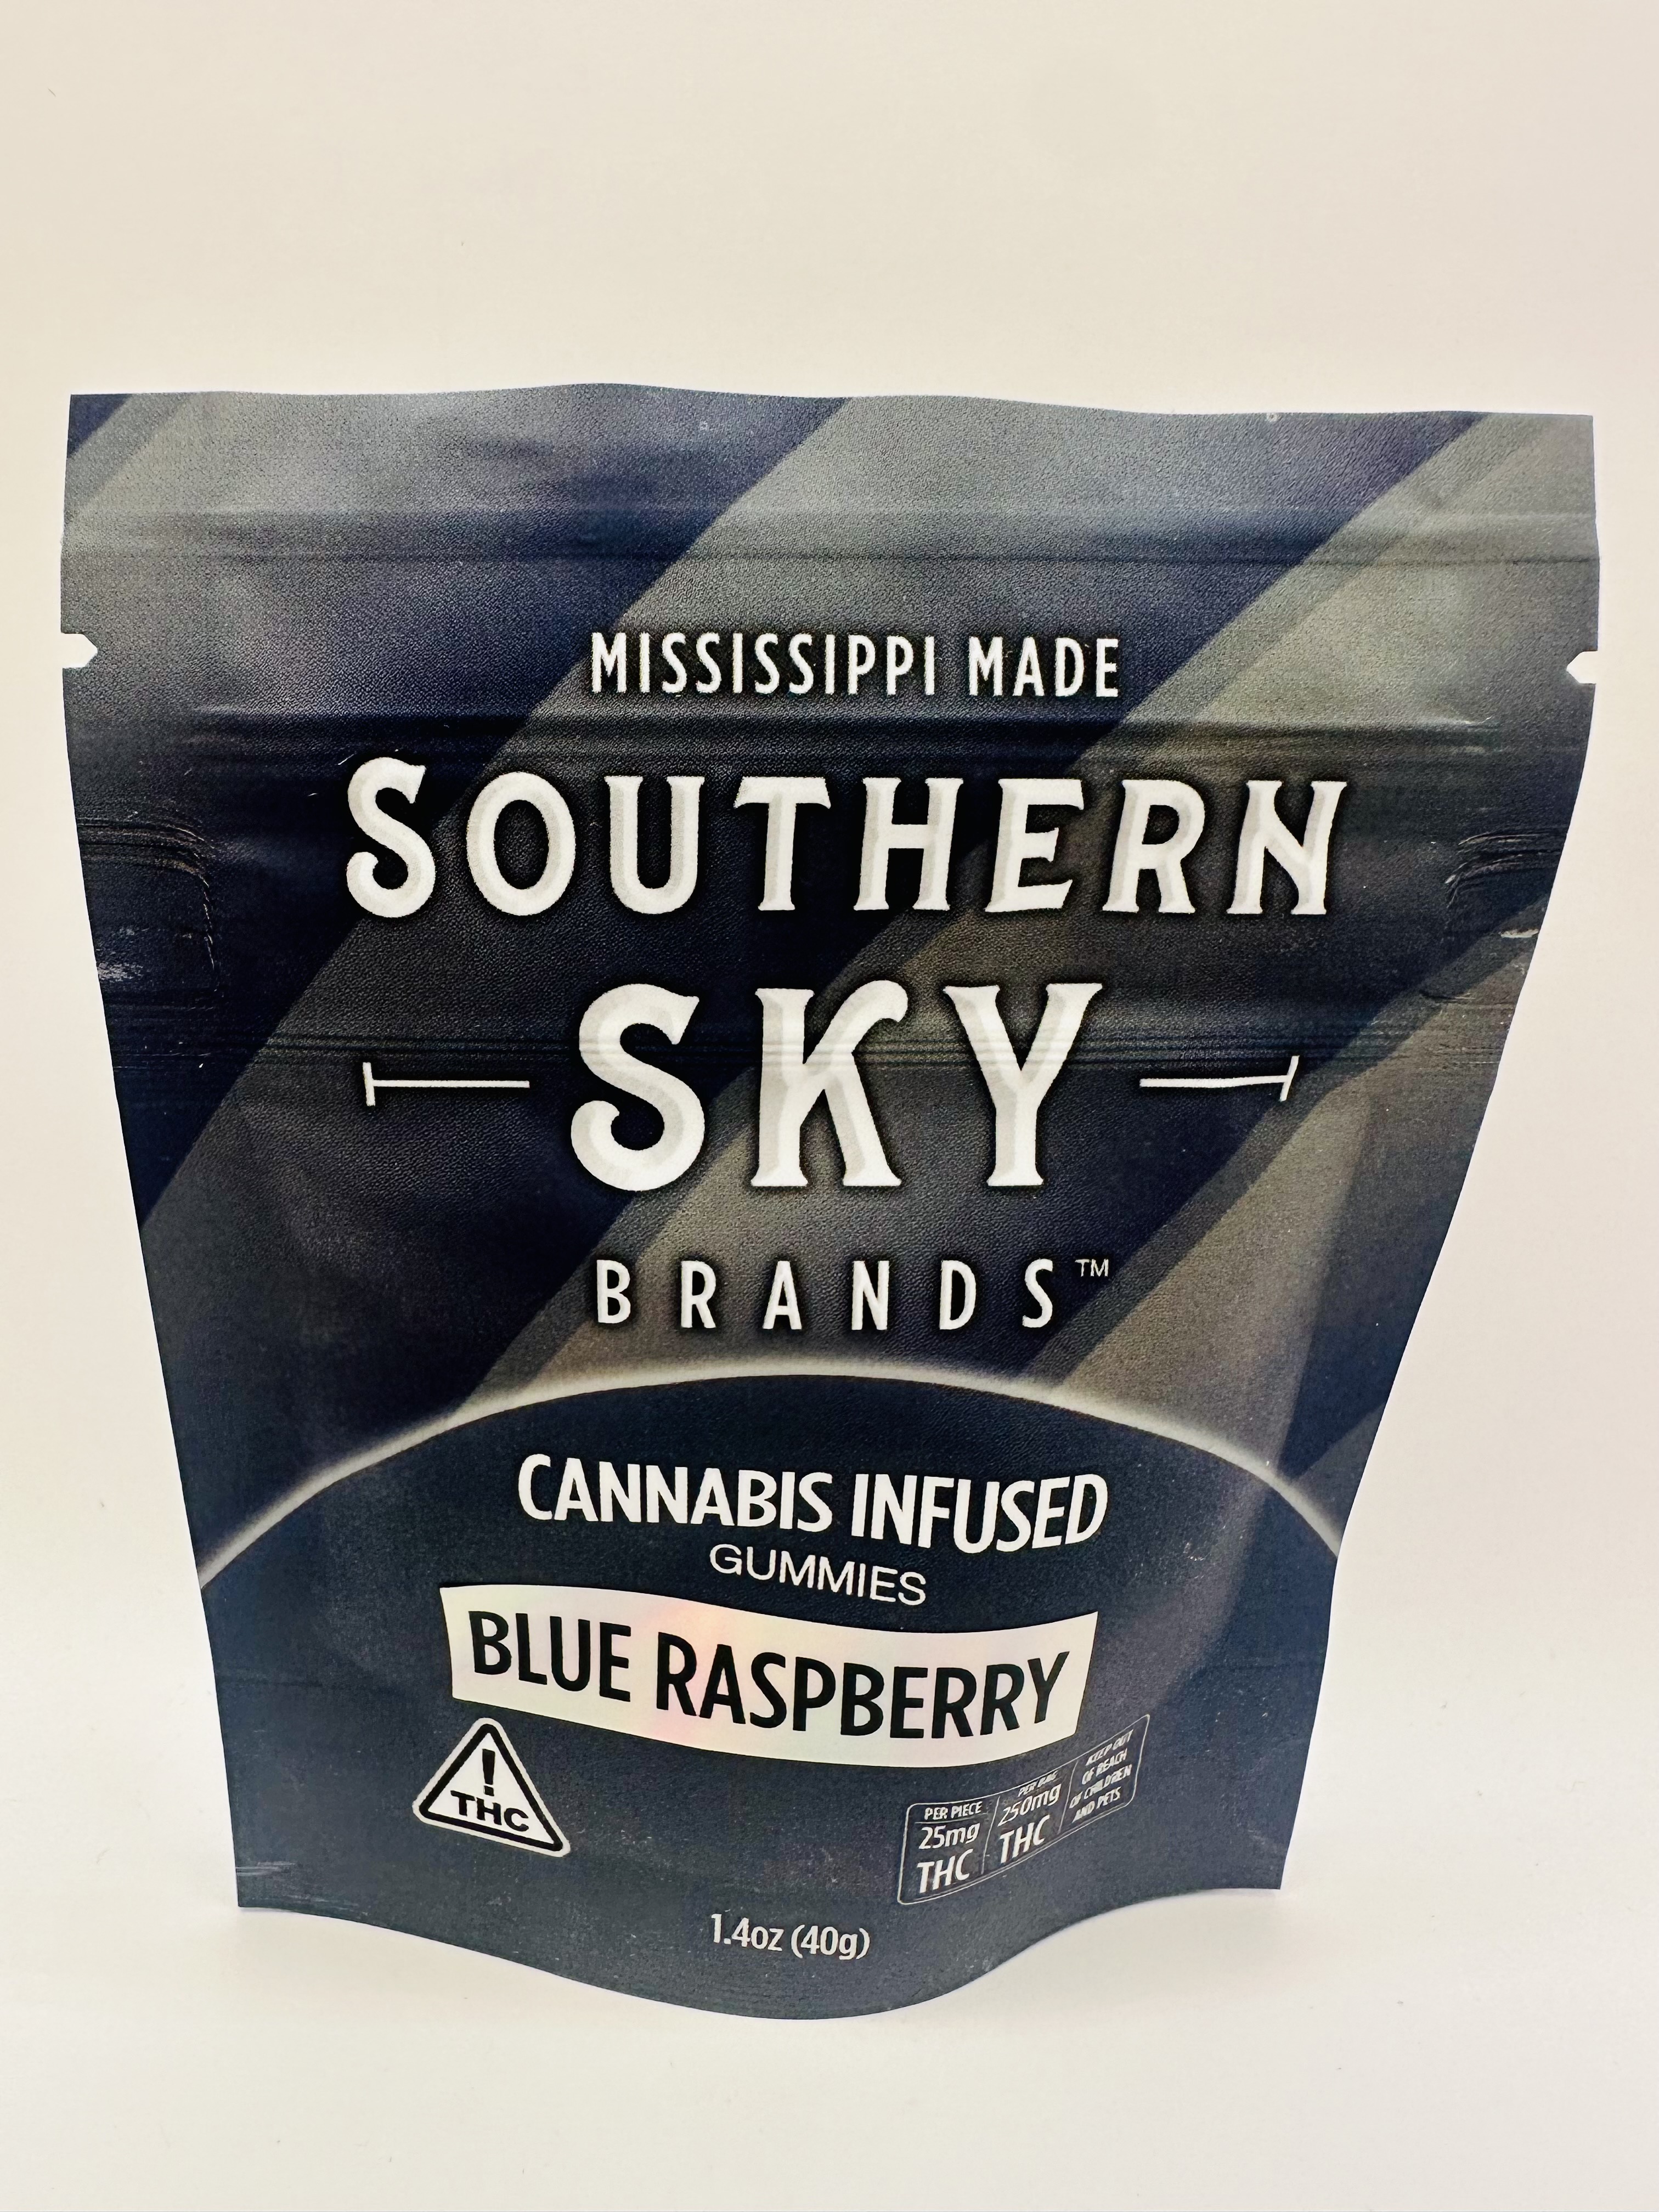 MISSISSIPPI MADE
SOUTHERN
SKY
BRANDS™
CANNABIS INFUSED
GUMMIES
BLUE RASPBERRY
!
THC
PER PIECE
25mg
THC
PER BAG
250mg
THC
KEEP OUT
OF REACH
OF CHILDREN
AND PETS
1.4oz (40g)